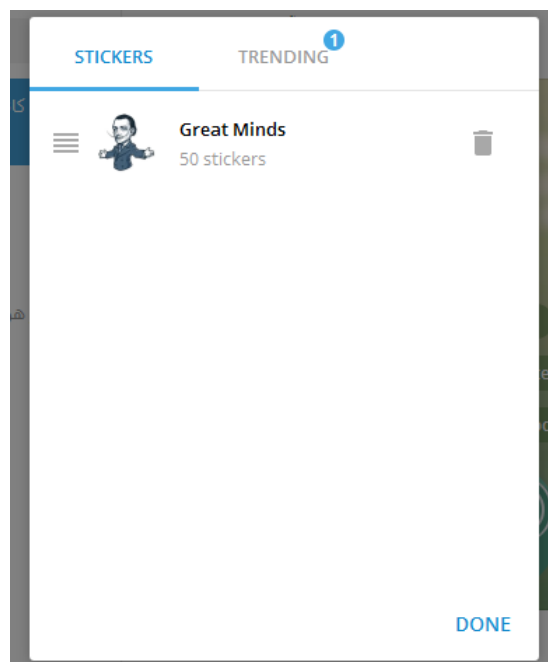 STICKERS
TRENDING
1
Great Minds
50 stickers
DONE